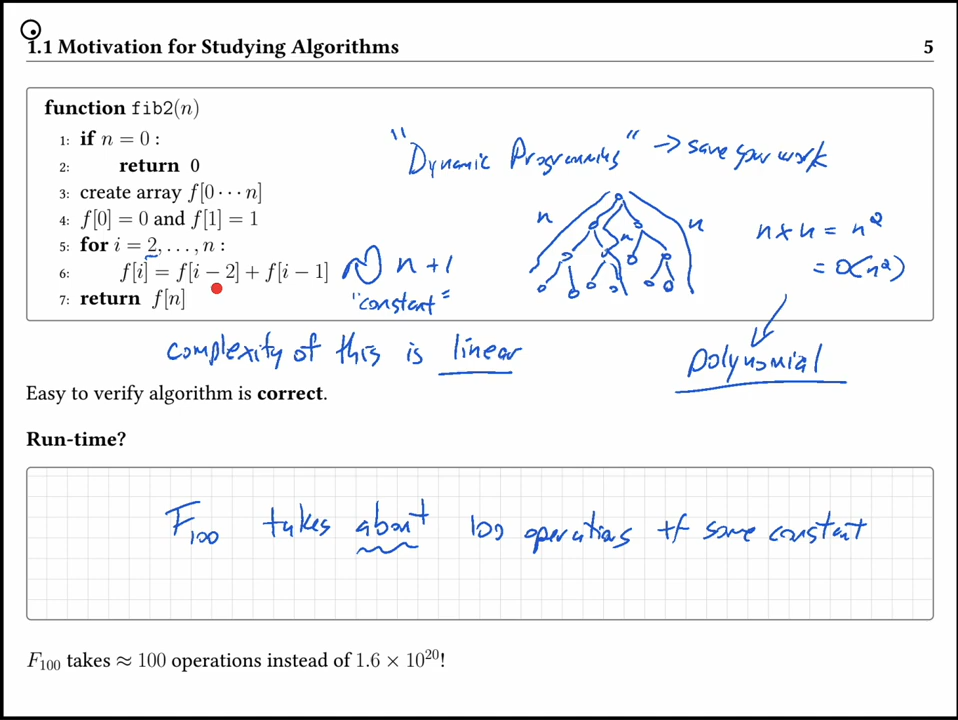 1.1 Motivation for Studying Algorithms 5
function fib2(n)
1: if n = 0 :
2: return 0
3: create array f[0 ⋯ n]
4: f[0] = 0 and f[1] = 1
5: for i = 2, … , n :
6: f[i] = f[i − 2] + f[i − 1]
7: return f[n]
n + 1
"constant"
"Dynamic Programming" → save your work
n n n
n × n = n²
= O(n²)
polynomial
complexity of this is linear
Easy to verify algorithm is correct.
Run-time?
F₁₀₀ takes about 100 operations + some constant
F₁₀₀ takes ≈ 100 operations instead of 1.6 × 10²⁰!